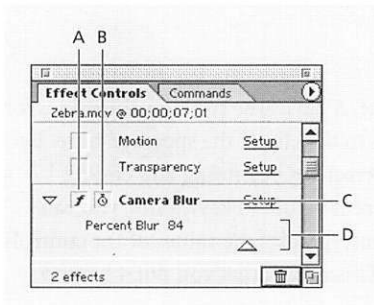 A B
Effect Controls Commands
Zebra.mov @ 00;00;07;01
Motion Setup
Transparency Setup
f Camera Blur Setup C
Percent Blur 84
D
2 effects